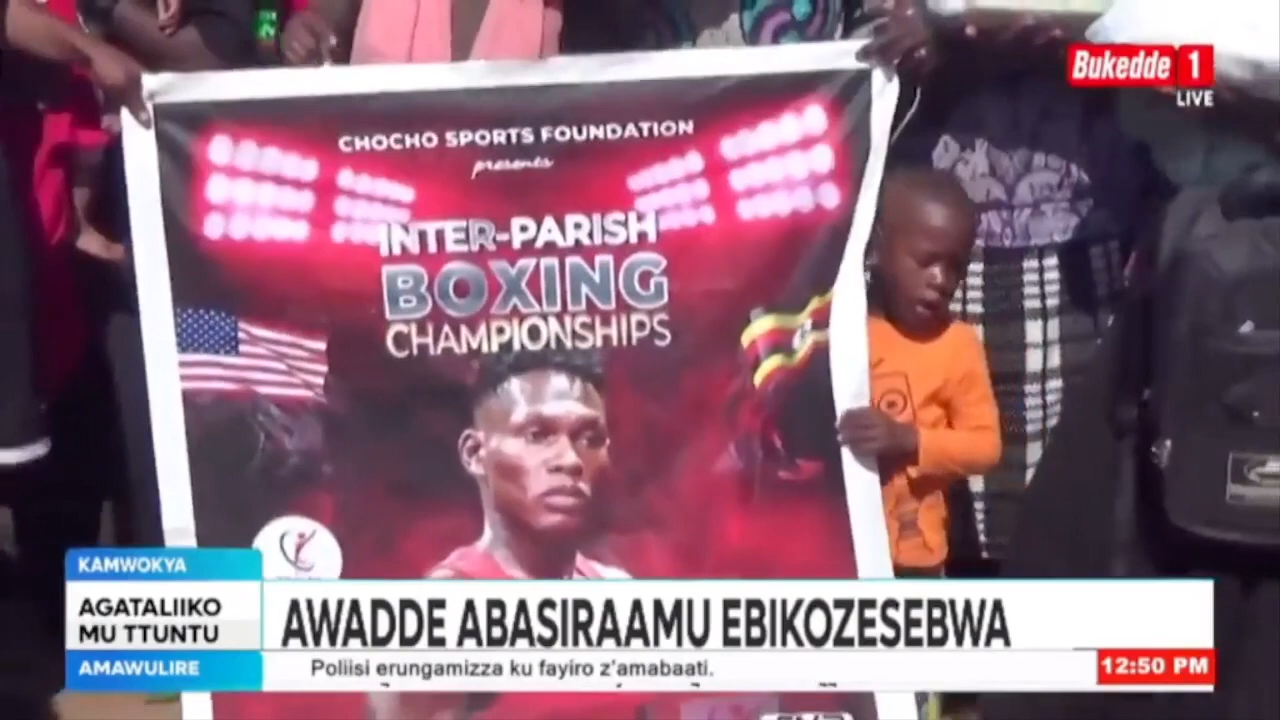 Bukedde 1
LIVE
CHOCHO SPORTS FOUNDATION
presents
INTER-PARISH
BOXING
CHAMPIONSHIPS
KAMWOKYA
AGATALIIKO
MU TTUNTU
AWADDE ABASIRAAMU EBIKOZESEBWA
AMAWULIRE
Poliisi erungamizza ku fayiro z'amabaati.
12:50 PM